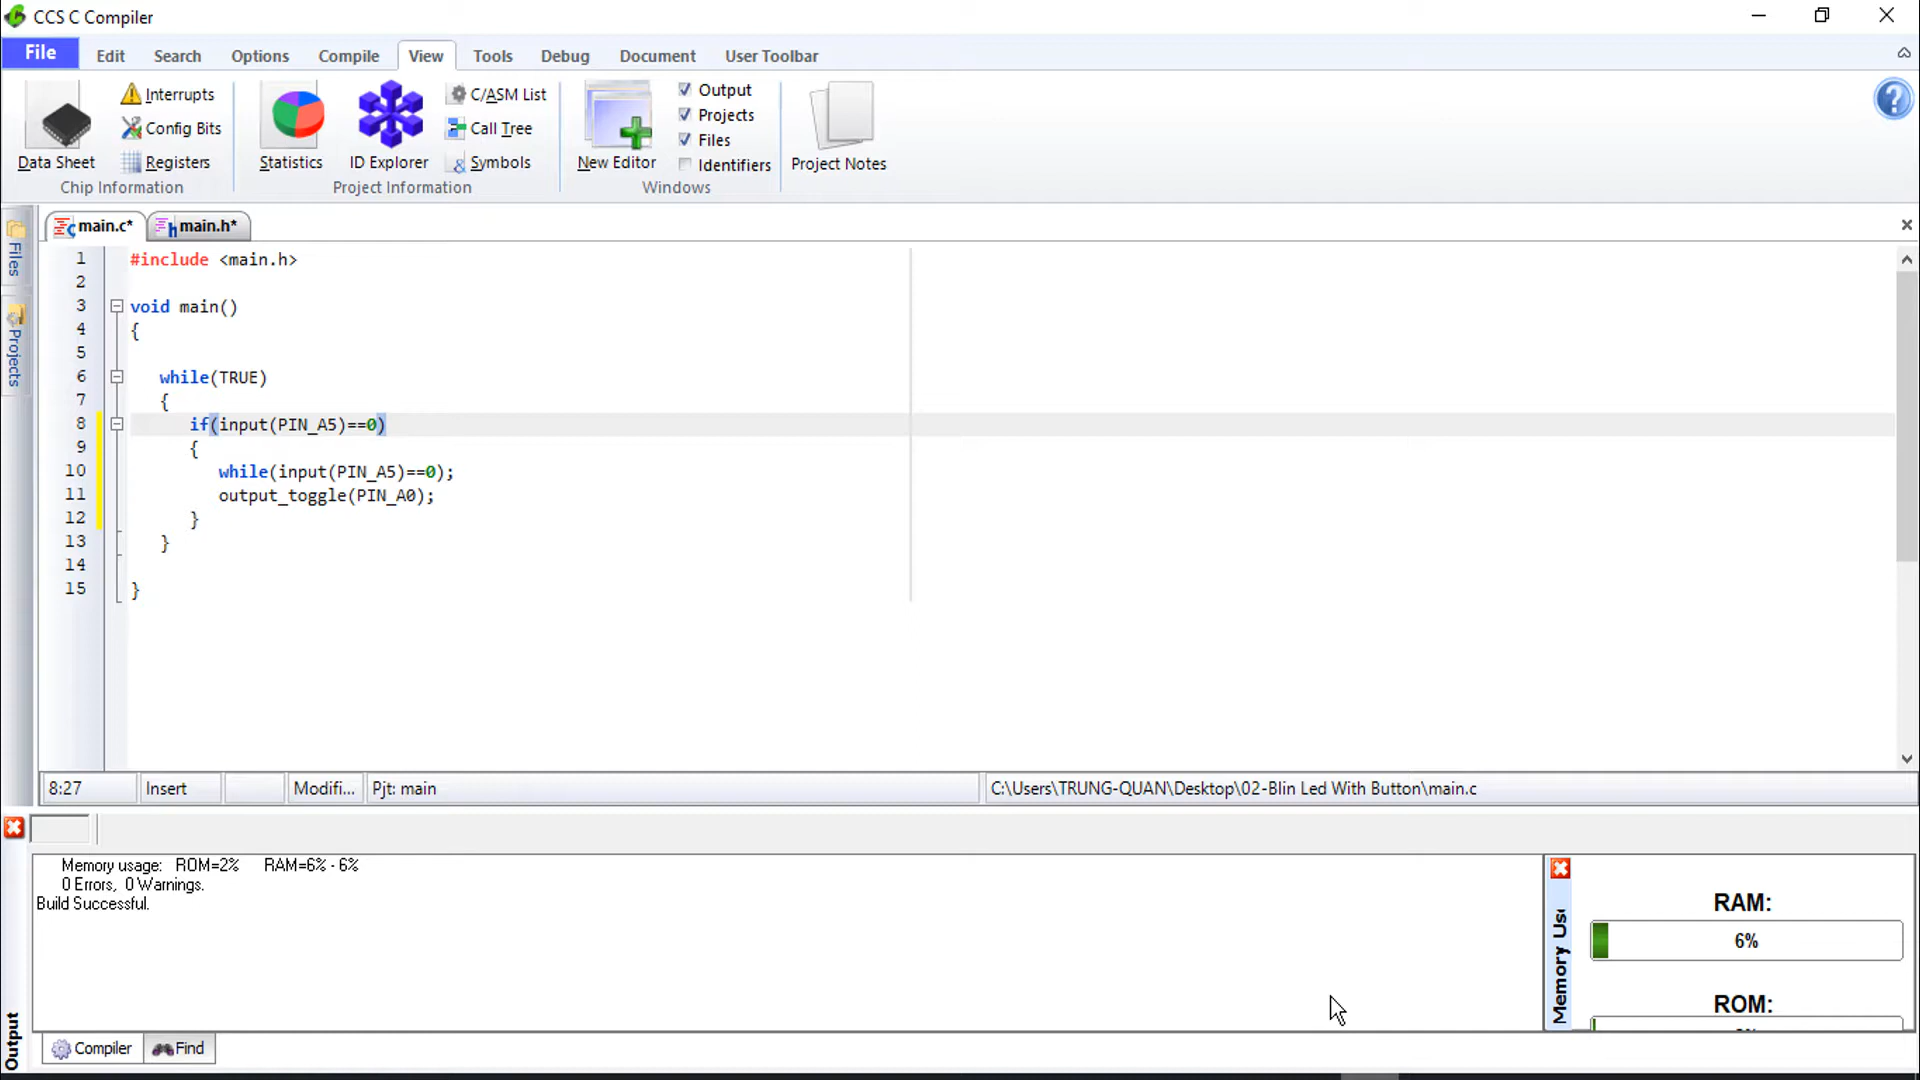 CCS C Compiler
File Edit Search Options Compile View Tools Debug Document User Toolbar
Data Sheet
Interrupts
Config Bits
Registers
Chip Information
Statistics
ID Explorer
C/ASM List
Call Tree
Symbols
Project Information
New Editor
Output
Projects
Files
Identifiers
Windows
Project Notes
main.c* main.h*
Files
Projects
1 #include <main.h>
2
3 void main()
4 {
5
6 while(TRUE)
7 {
8 if(input(PIN_A5)==0)
9 {
10 while(input(PIN_A5)==0);
11 output_toggle(PIN_A0);
12 }
13 }
14
15 }
8:27 Insert Modifi... Pjt: main C:\Users\TRUNG-QUAN\Desktop\02-Blin Led With Button\main.c
Memory usage: ROM=2% RAM=6% - 6%
0 Errors, 0 Warnings.
Build Successful.
Output
Compiler Find
Memory Us
RAM:
6%
ROM: